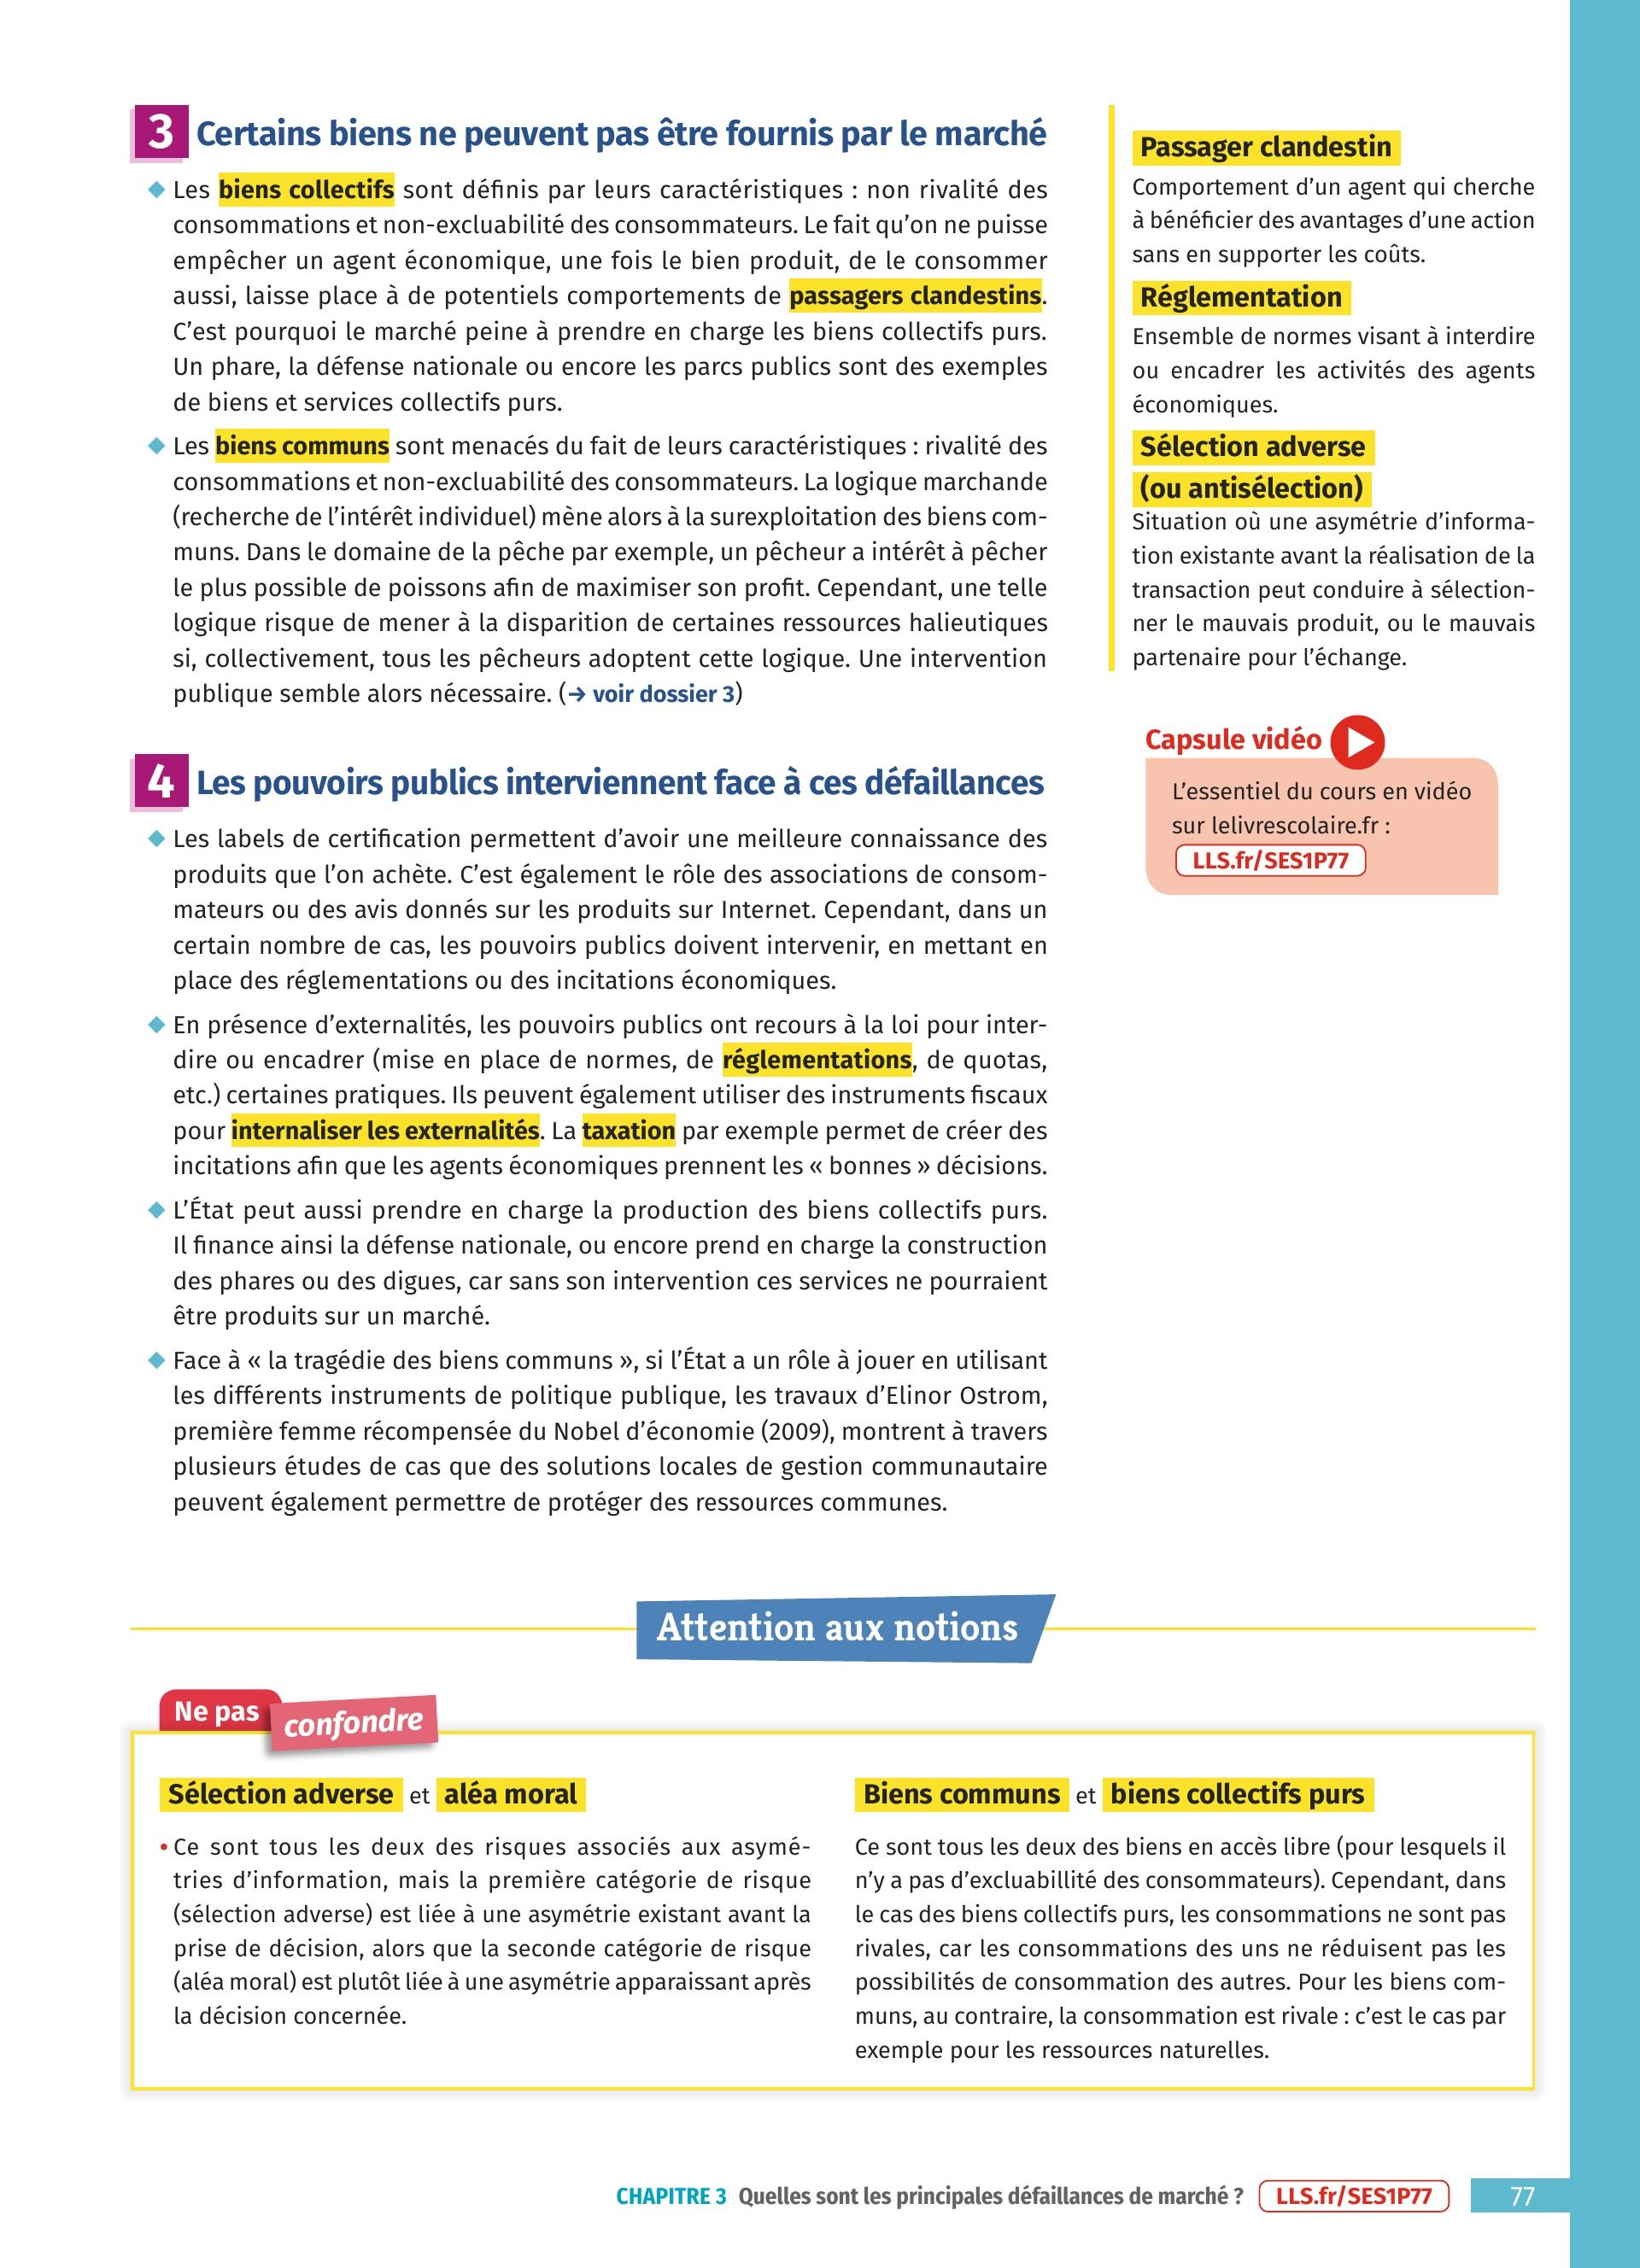 3 Certains biens ne peuvent pas être fournis par le marché
◆ Les biens collectifs sont définis par leurs caractéristiques : non rivalité des
consommations et non-excluabilité des consommateurs. Le fait qu’on ne puisse
empêcher un agent économique, une fois le bien produit, de le consommer
aussi, laisse place à de potentiels comportements de passagers clandestins.
C’est pourquoi le marché peine à prendre en charge les biens collectifs purs.
Un phare, la défense nationale ou encore les parcs publics sont des exemples
de biens et services collectifs purs.
◆ Les biens communs sont menacés du fait de leurs caractéristiques : rivalité des
consommations et non-excluabilité des consommateurs. La logique marchande
(recherche de l’intérêt individuel) mène alors à la surexploitation des biens com-
muns. Dans le domaine de la pêche par exemple, un pêcheur a intérêt à pêcher
le plus possible de poissons afin de maximiser son profit. Cependant, une telle
logique risque de mener à la disparition de certaines ressources halieutiques
si, collectivement, tous les pêcheurs adoptent cette logique. Une intervention
publique semble alors nécessaire. (→ voir dossier 3)
4 Les pouvoirs publics interviennent face à ces défaillances
◆ Les labels de certification permettent d’avoir une meilleure connaissance des
produits que l’on achète. C’est également le rôle des associations de consom-
mateurs ou des avis donnés sur les produits sur Internet. Cependant, dans un
certain nombre de cas, les pouvoirs publics doivent intervenir, en mettant en
place des réglementations ou des incitations économiques.
◆ En présence d’externalités, les pouvoirs publics ont recours à la loi pour inter-
dire ou encadrer (mise en place de normes, de réglementations, de quotas,
etc.) certaines pratiques. Ils peuvent également utiliser des instruments fiscaux
pour internaliser les externalités. La taxation par exemple permet de créer des
incitations afin que les agents économiques prennent les « bonnes » décisions.
◆ L’État peut aussi prendre en charge la production des biens collectifs purs.
Il finance ainsi la défense nationale, ou encore prend en charge la construction
des phares ou des digues, car sans son intervention ces services ne pourraient
être produits sur un marché.
◆ Face à « la tragédie des biens communs », si l’État a un rôle à jouer en utilisant
les différents instruments de politique publique, les travaux d’Elinor Ostrom,
première femme récompensée du Nobel d’économie (2009), montrent à travers
plusieurs études de cas que des solutions locales de gestion communautaire
peuvent également permettre de protéger des ressources communes.
Passager clandestin
Comportement d’un agent qui cherche
à bénéficier des avantages d’une action
sans en supporter les coûts.
Réglementation
Ensemble de normes visant à interdire
ou encadrer les activités des agents
économiques.
Sélection adverse
(ou antisélection)
Situation où une asymétrie d’informa-
tion existante avant la réalisation de la
transaction peut conduire à sélection-
ner le mauvais produit, ou le mauvais
partenaire pour l’échange.
Capsule vidéo
L’essentiel du cours en vidéo
sur lelivrescolaire.fr :
LLS.fr/SES1P77
Attention aux notions
Ne pas confondre
Sélection adverse et aléa moral
• Ce sont tous les deux des risques associés aux asymé-
tries d’information, mais la première catégorie de risque
(sélection adverse) est liée à une asymétrie existant avant la
prise de décision, alors que la seconde catégorie de risque
(aléa moral) est plutôt liée à une asymétrie apparaissant après
la décision concernée.
Biens communs et biens collectifs purs
Ce sont tous les deux des biens en accès libre (pour lesquels il
n’y a pas d’excluabillité des consommateurs). Cependant, dans
le cas des biens collectifs purs, les consommations ne sont pas
rivales, car les consommations des uns ne réduisent pas les
possibilités de consommation des autres. Pour les biens com-
muns, au contraire, la consommation est rivale : c’est le cas par
exemple pour les ressources naturelles.
CHAPITRE 3 Quelles sont les principales défaillances de marché ? LLS.fr/SES1P77 77